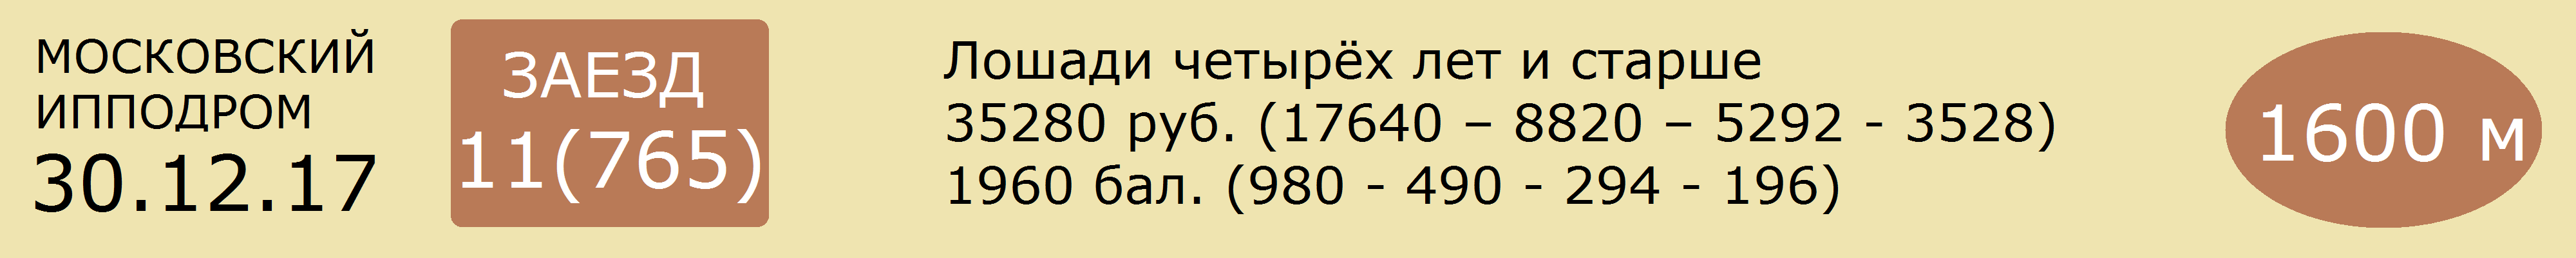 МОСКОВСКИЙ
ИППОДРОМ
30.12.17
ЗАЕЗД
11(765)
Лошади четырёх лет и старше
35280 руб. (17640 – 8820 – 5292 - 3528)
1960 бал. (980 - 490 - 294 - 196)
1600 м